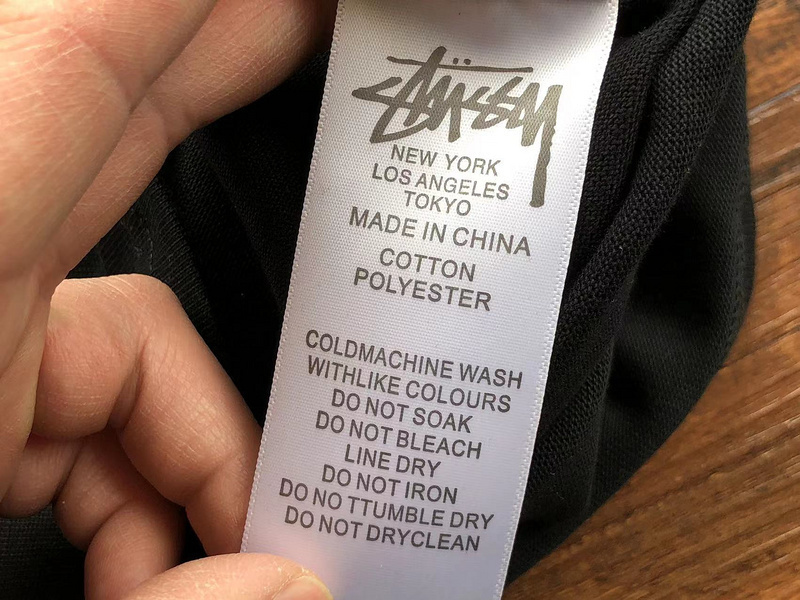 STÜSSY
NEW YORK
LOS ANGELES
TOKYO
MADE IN CHINA
COTTON
POLYESTER
COLDMACHINE WASH
WITHLIKE COLOURS
DO NOT SOAK
DO NOT BLEACH
LINE DRY
DO NOT IRON
DO NO TTUMBLE DRY
DO NOT DRYCLEAN